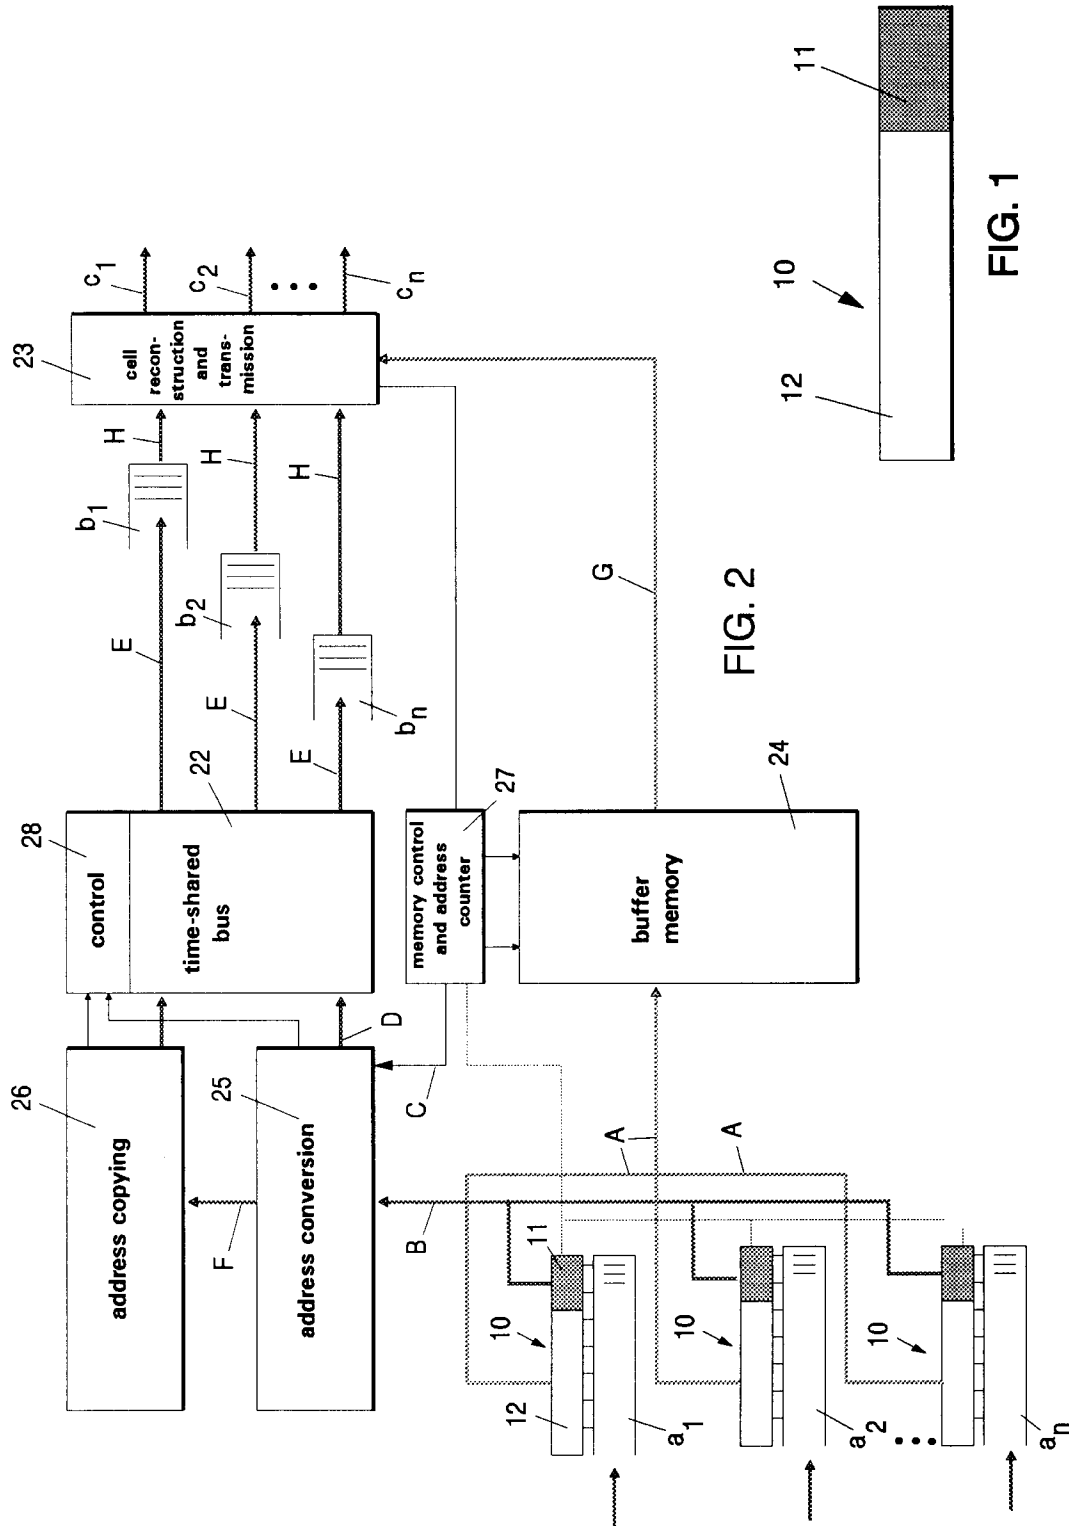 26
address copying
F
25
address conversion
28
control
time-shared
bus
22
D
C
B
E
E
E
b1
b2
bn
H
H
H
23
cell
recon-
struction
and
trans-
mission
c1
c2
cn
memory control
and address
counter
27
buffer
memory
24
G
A
A
10
11
12
a1
10
a2
10
an
FIG. 2
10
11
12
FIG. 1